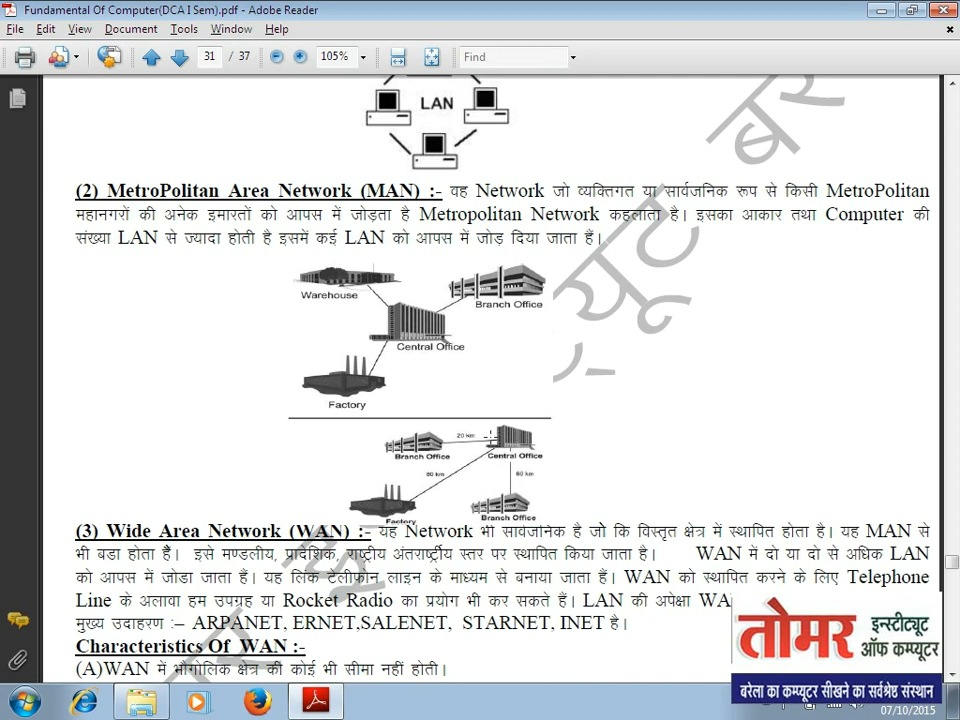 Fundamental Of Computer(DCA I Sem).pdf - Adobe Reader
File Edit View Document Tools Window Help
31 / 37 105% Find
LAN
(2) MetroPolitan Area Network (MAN) :- वह Network जो व्यक्तिगत या सार्वजनिक रूप से किसी MetroPolitan
महानगरों की अनेक इमारतों को आपस में जोड़ता है Metropolitan Network कहलाता है। इसका आकार तथा Computer की
संख्या LAN से ज्यादा होती है इसमें कई LAN को आपस में जोड़ दिया जाता हैं।
Warehouse
Branch Office
Central Office
Factory
20 km
Branch Office
Central Office
60 km
60 km
Factory
Branch Office
(3) Wide Area Network (WAN) :- यह Network भी सार्वजनिक है जो कि विस्तृत क्षेत्र में स्थापित होता है। यह MAN से
भी बडा होता हैं। इसे मण्डलीय, प्रादेशिक, राष्ट्रीय अंतराष्ट्रीय स्तर पर स्थापित किया जाता है। WAN में दो या दो से अधिक LAN
को आपस में जोडा जाता हैं। यह लिंक टेलीफोन लाइन के माध्यम से बनाया जाता हैं। WAN को स्थापित करने के लिए Telephone
Line के अलावा हम उपग्रह या Rocket Radio का प्रयोग भी कर सकते हैं। LAN की अपेक्षा
मुख्य उदाहरण :– ARPANET, ERNET,SALENET, STARNET, INET है।
Characteristics Of WAN :-
(A)WAN में भौगोलिक क्षेत्र की कोई भी सीमा नहीं होती।
तोमर इन्स्टीट्यूट
ऑफ कम्प्यूटर
बरेला का कम्प्यूटर सीखने का सर्वश्रेष्ठ संस्थान
07/10/2015